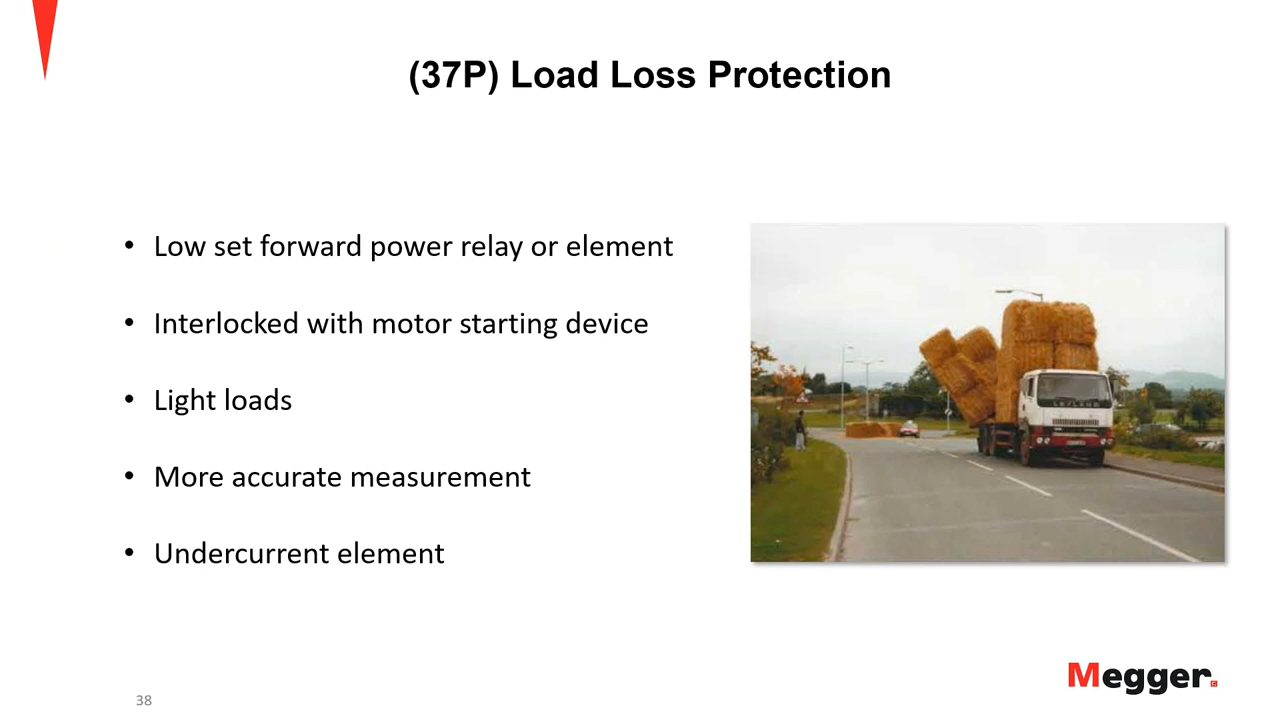 (37P) Load Loss Protection
• Low set forward power relay or element
• Interlocked with motor starting device
• Light loads
• More accurate measurement
• Undercurrent element
LEYLAND
Megger.
38